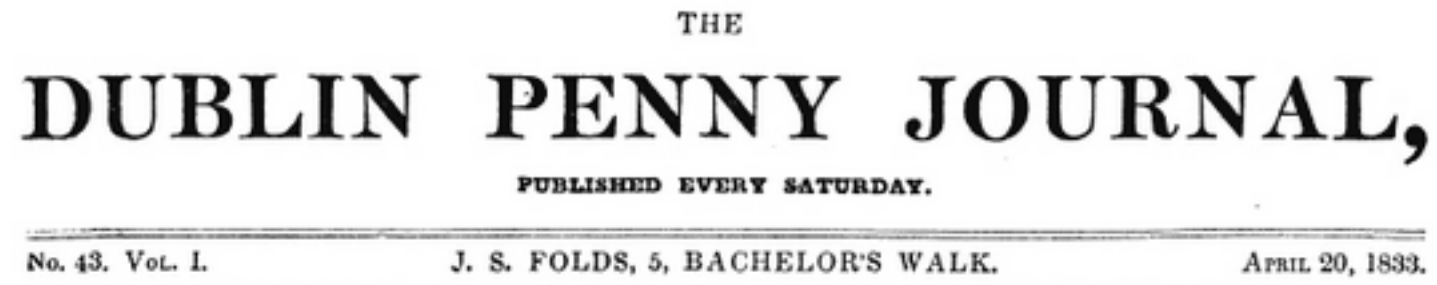 THE
DUBLIN PENNY JOURNAL,
PUBLISHED EVERY SATURDAY.
No. 43. VOL. I. J. S. FOLDS, 5, BACHELOR'S WALK. APRIL 20, 1833.